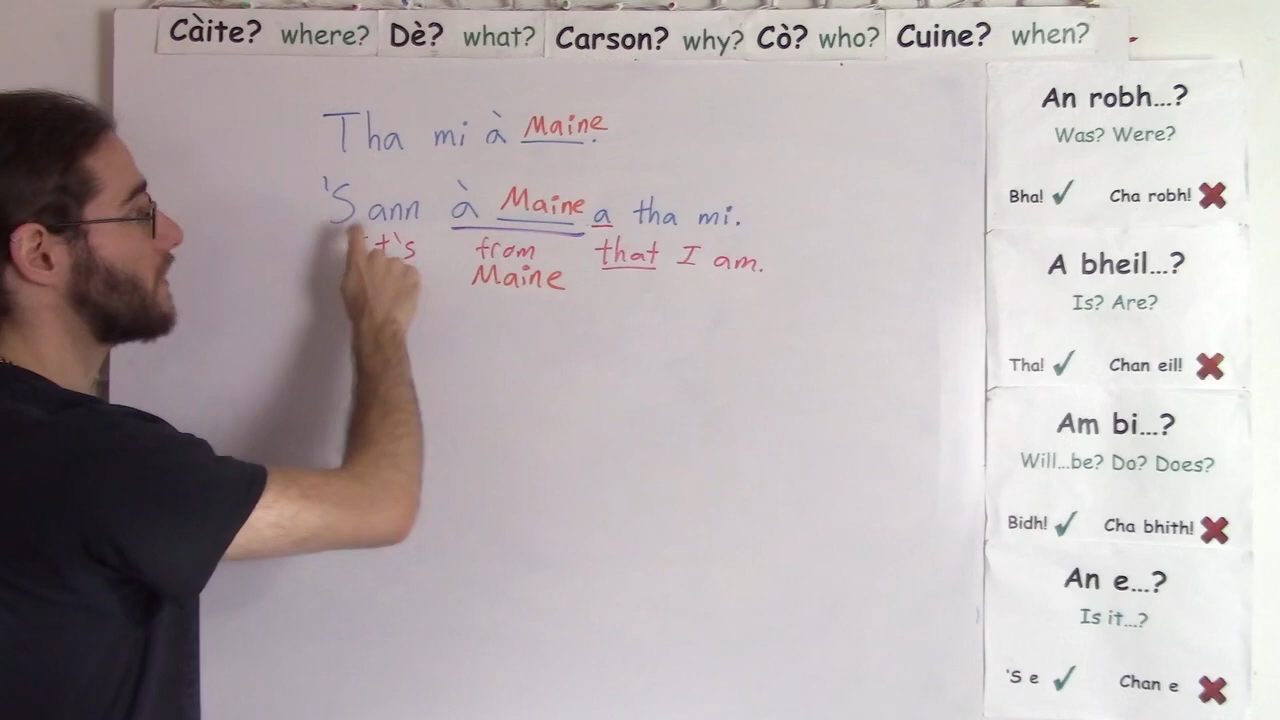 Càite? where? Dè? what? Carson? why? Cò? who? Cuine? when?
Tha mi à Maine.
'S ann à Maine a tha mi.
t's from that I am.
Maine
An robh...?
Was? Were?
Bha! ✓ Cha robh! ✗
A bheil...?
Is? Are?
Tha! ✓ Chan eil! ✗
Am bi...?
Will...be? Do? Does?
Bidh! ✓ Cha bhith! ✗
An e...?
Is it...?
'S e ✓ Chan e ✗